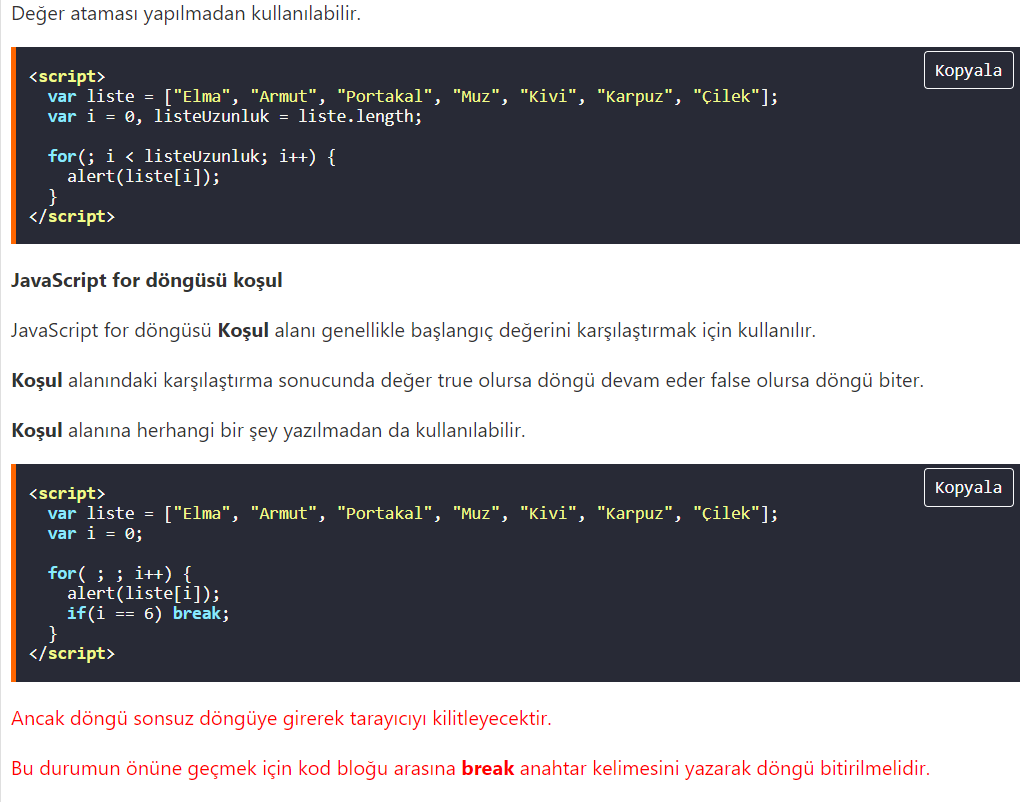 Değer ataması yapılmadan kullanılabilir.
Kopyala
<script>
  var liste = ["Elma", "Armut", "Portakal", "Muz", "Kivi", "Karpuz", "Çilek"];
  var i = 0, listeUzunluk = liste.length;

  for(; i < listeUzunluk; i++) {
    alert(liste[i]);
  }
</script>
JavaScript for döngüsü koşul
JavaScript for döngüsü Koşul alanı genellikle başlangıç değerini karşılaştırmak için kullanılır.
Koşul alanındaki karşılaştırma sonucunda değer true olursa döngü devam eder false olursa döngü biter.
Koşul alanına herhangi bir şey yazılmadan da kullanılabilir.
Kopyala
<script>
  var liste = ["Elma", "Armut", "Portakal", "Muz", "Kivi", "Karpuz", "Çilek"];
  var i = 0;

  for( ; ; i++) {
    alert(liste[i]);
    if(i == 6) break;
  }
</script>
Ancak döngü sonsuz döngüye girerek tarayıcıyı kilitleyecektir.
Bu durumun önüne geçmek için kod bloğu arasına break anahtar kelimesini yazarak döngü bitirilmelidir.